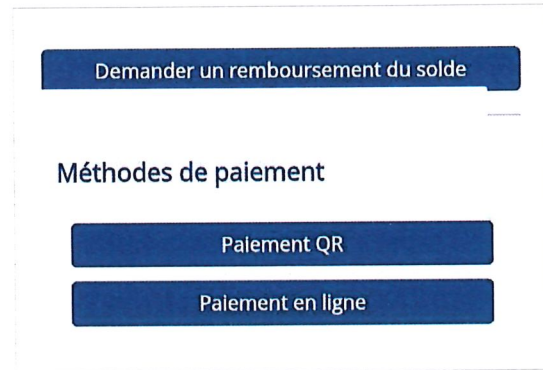 Demander un remboursement du solde
Méthodes de paiement
Paiement QR
Paiement en ligne